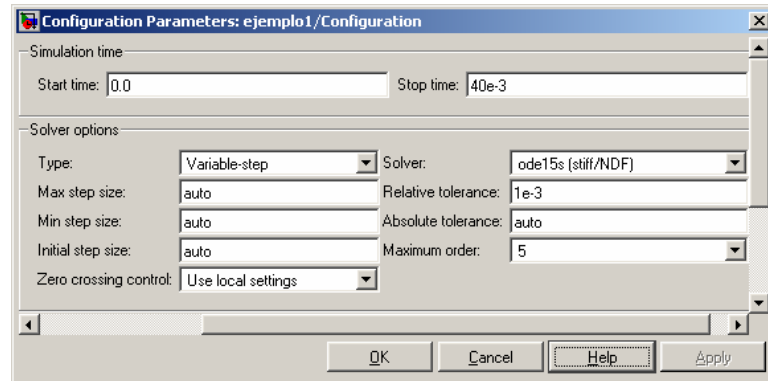 Configuration Parameters: ejemplo1/Configuration
Simulation time
Start time: 0.0 Stop time: 40e-3
Solver options
Type: Variable-step Solver: ode15s (stiff/NDF)
Max step size: auto Relative tolerance: 1e-3
Min step size: auto Absolute tolerance: auto
Initial step size: auto Maximum order: 5
Zero crossing control: Use local settings
OK Cancel Help Apply